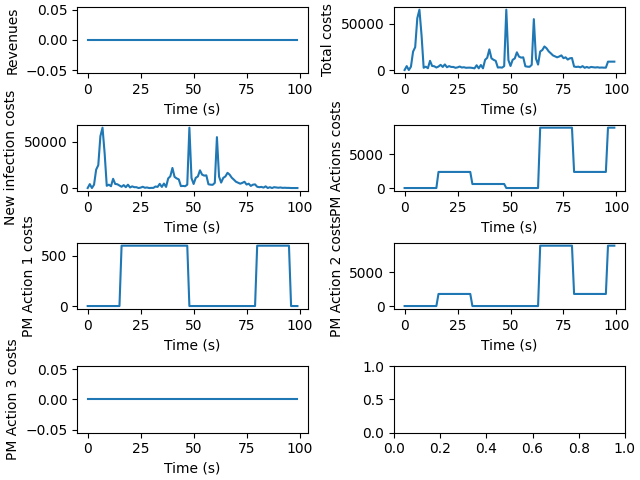 Revenues
0.05
0.00
−0.05
0 25 50 75 100
Time (s)
Total costs
50000
0
0 25 50 75 100
Time (s)
New infection costs
50000
0
0 25 50 75 100
Time (s)
PM Actions costs
5000
0
0 25 50 75 100
Time (s)
PM Action 1 costs
500
0
0 25 50 75 100
Time (s)
PM Action 2 costs
5000
0
0 25 50 75 100
Time (s)
PM Action 3 costs
0.05
0.00
−0.05
0 25 50 75 100
Time (s)
1.0
0.5
0.0
0.0 0.2 0.4 0.6 0.8 1.0